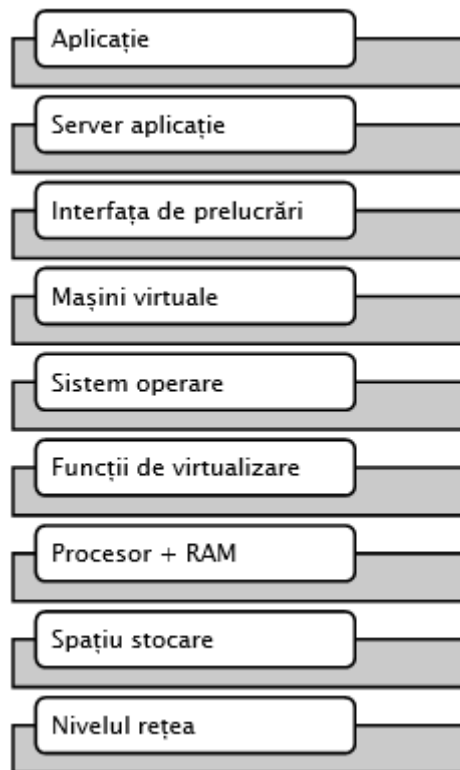 Aplicație
Server aplicație
Interfața de prelucrări
Mașini virtuale
Sistem operare
Funcții de virtualizare
Procesor + RAM
Spațiu stocare
Nivelul rețea